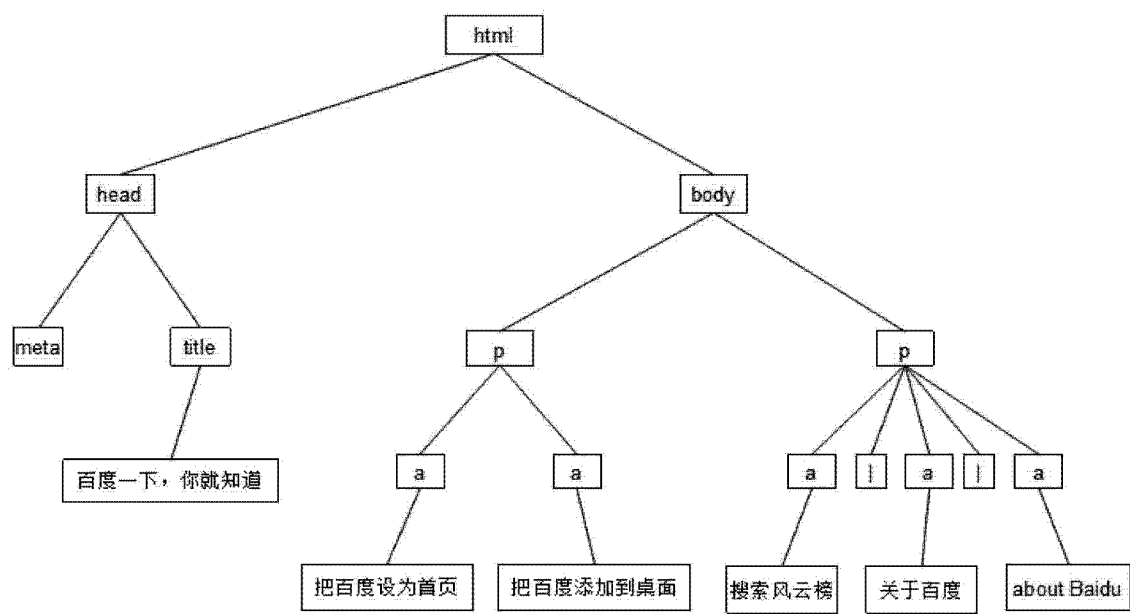 html
head
body
meta
title
p
p
百度一下，你就知道
a
a
a
|
a
|
a
把百度设为首页
把百度添加到桌面
搜索风云榜
关于百度
about Baidu